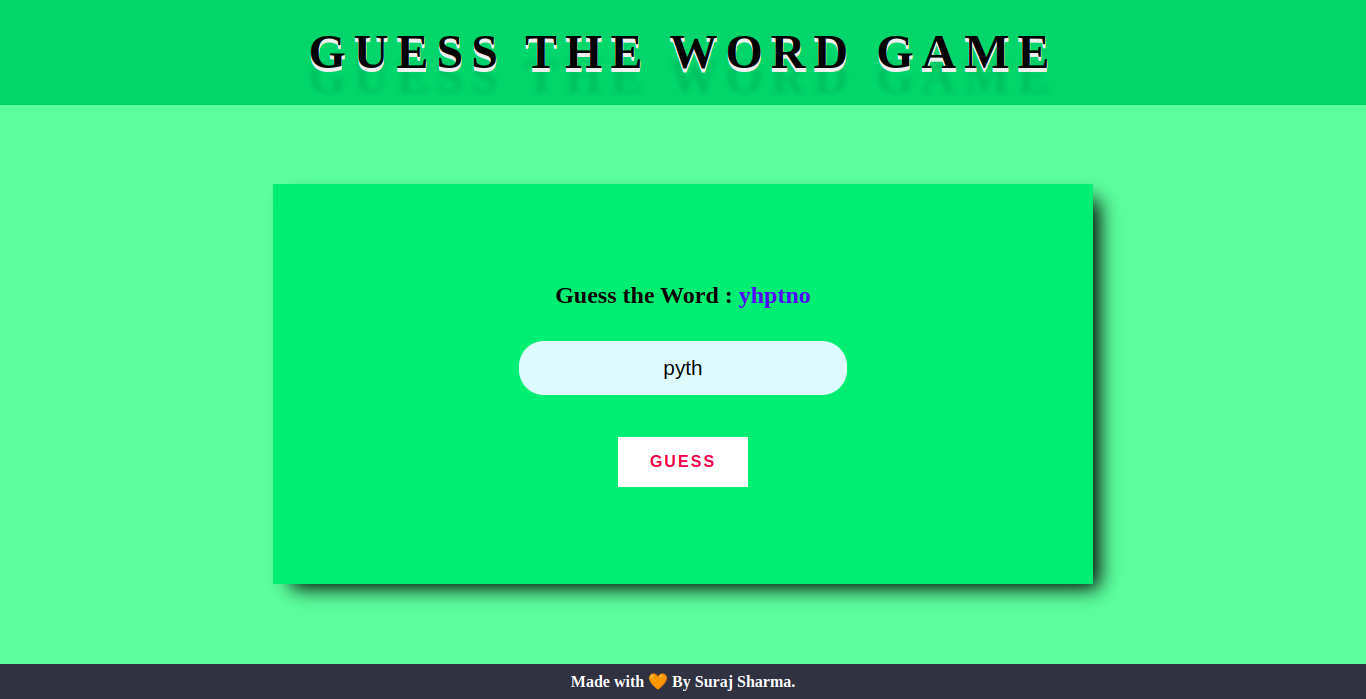 GUESS THE WORD GAME
Guess the Word : yhptno
pyth
GUESS
Made with 🧡 By Suraj Sharma.